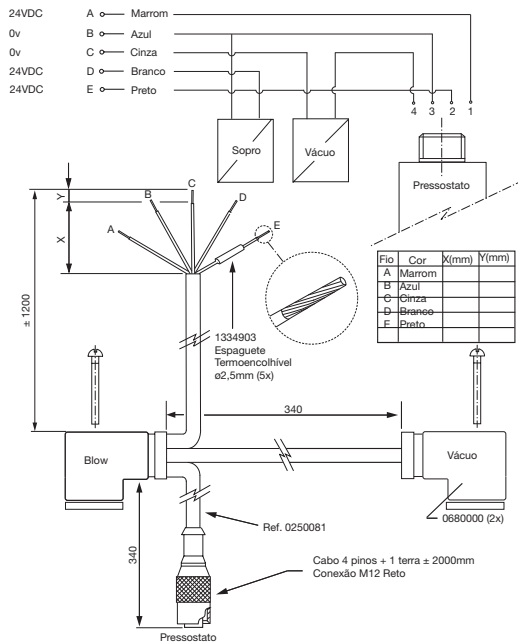 24VDC A Marrom
0v B Azul
0v C Cinza
24VDC D Branco
24VDC E Preto
4 3 2 1
Sopro
Vácuo
Pressostato
Y
X
± 1200
A
B
C
D
E
Fio Cor X(mm) Y(mm)
A Marrom
B Azul
C Cinza
D Branco
E Preto
1334903
Espaguete
Termoencolhível
ø2,5mm (5x)
340
Blow
Vácuo
0680000 (2x)
340
Ref. 0250081
Cabo 4 pinos + 1 terra ± 2000mm
Conexão M12 Reto
Pressostato